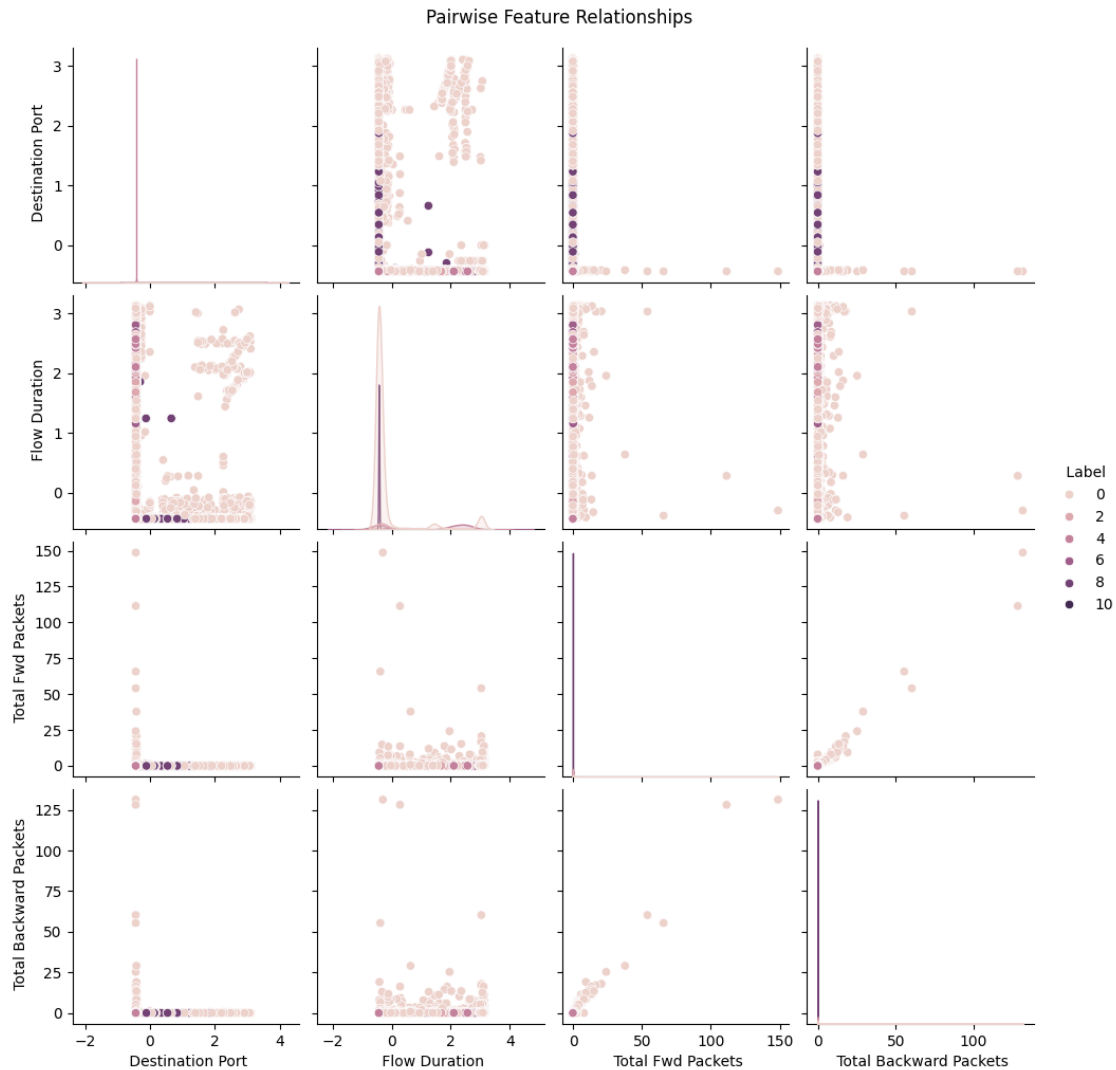 Pairwise Feature Relationships
3
2
1
0
Destination Port
3
2
1
0
Flow Duration
150
125
100
75
50
25
0
Total Fwd Packets
125
100
75
50
25
0
Total Backward Packets
−2 0 2 4
Destination Port
−2 0 2 4
Flow Duration
0 50 100 150
Total Fwd Packets
0 50 100
Total Backward Packets
Label
0
2
4
6
8
10